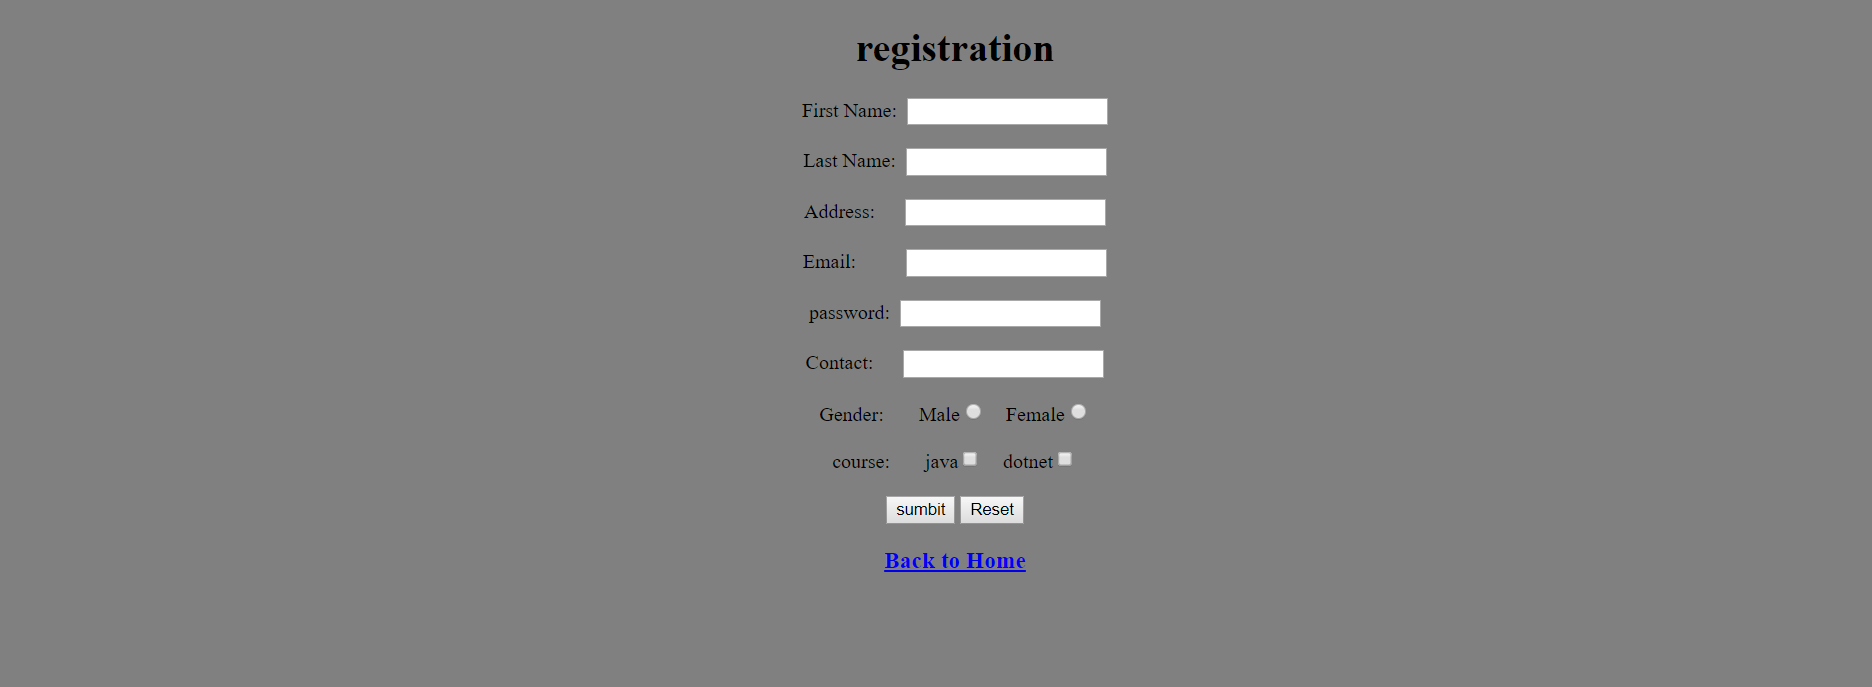 registration
First Name:
Last Name:
Address:
Email:
password:
Contact:
Gender: Male Female
course: java dotnet
sumbit Reset
Back to Home